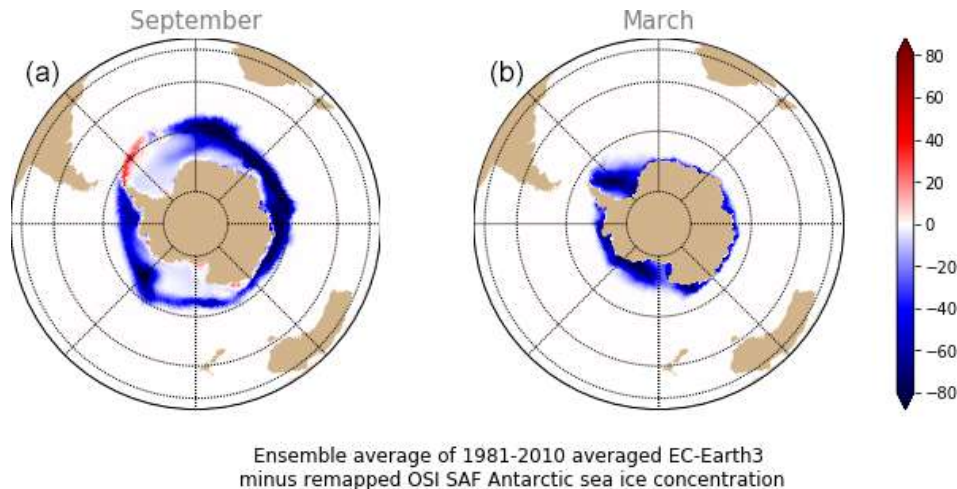 September
March
(a)
(b)
80
60
40
20
0
−20
−40
−60
−80
Ensemble average of 1981-2010 averaged EC-Earth3
minus remapped OSI SAF Antarctic sea ice concentration